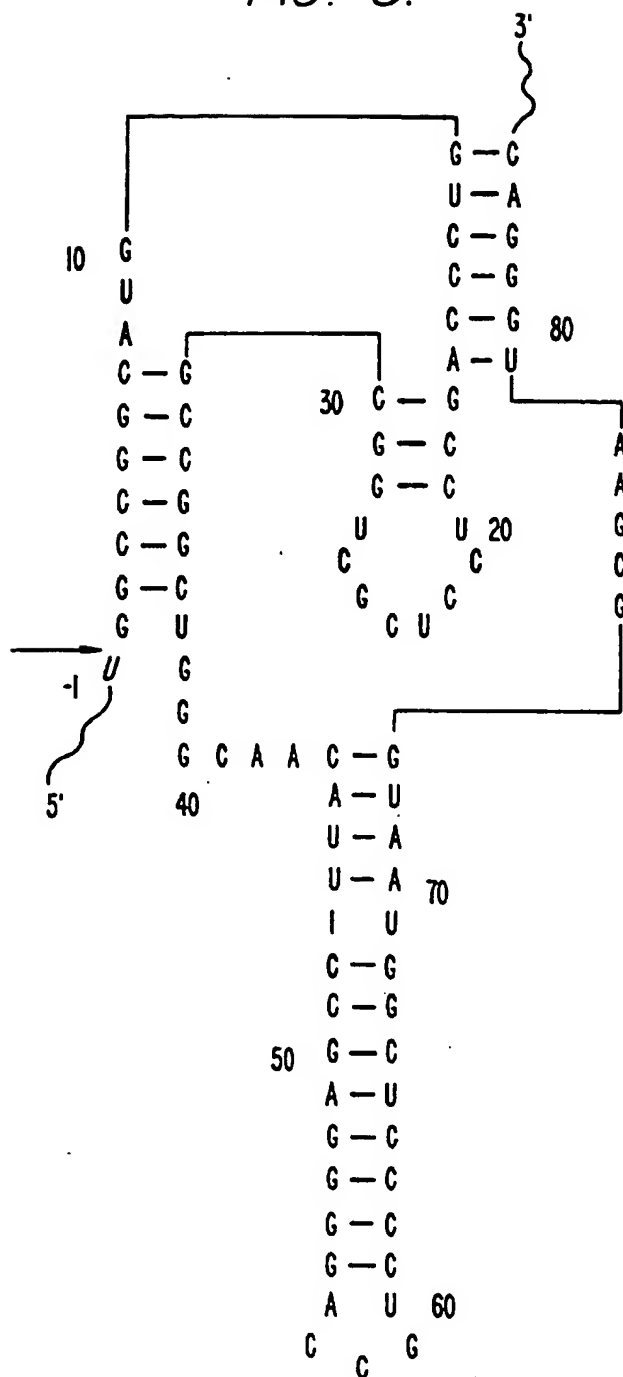 3'
G – C
U – A
G C – G
10
U C – G
A C – G 80
A – U
C – G
30 C – G
G – C G – C A
G – C G – C A
C – G U U 20 G
C – G C C C
G – C G C G
G U C U
U
-1 G
G
5' G C A A C – G
40 A – U
U – A
U – A 70
I U
C – G
C – G
50 G – C
A – U
G – C
G – C
G – C
G – C
A U 60
C C G